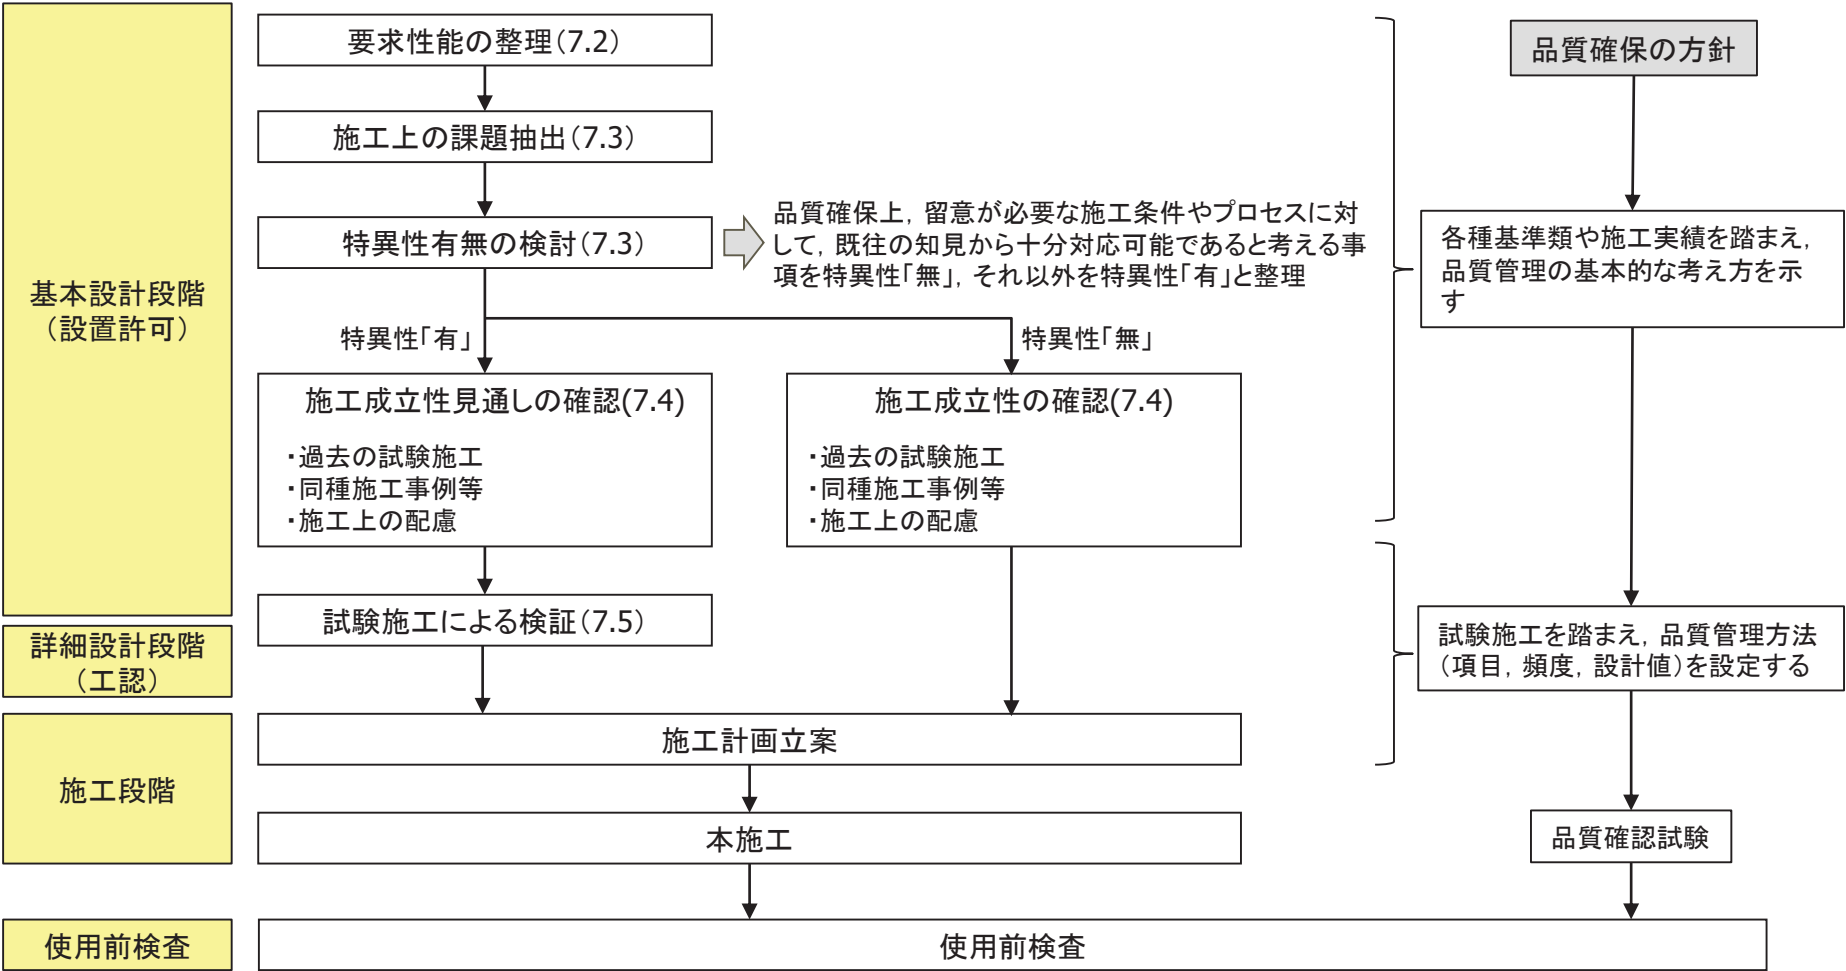 基本設計段階
（設置許可）
詳細設計段階
（工認）
施工段階
使用前検査
要求性能の整理（7.2）
施工上の課題抽出（7.3）
特異性有無の検討（7.3）
品質確保上，留意が必要な施工条件やプロセスに対
して，既往の知見から十分対応可能であると考える事
項を特異性「無」，それ以外を特異性「有」と整理
特異性「有」
特異性「無」
施工成立性見通しの確認(7.4)
・過去の試験施工
・同種施工事例等
・施工上の配慮
施工成立性の確認(7.4)
・過去の試験施工
・同種施工事例等
・施工上の配慮
試験施工による検証（7.5）
施工計画立案
本施工
使用前検査
品質確保の方針
各種基準類や施工実績を踏まえ，
品質管理の基本的な考え方を示
す
試験施工を踏まえ，品質管理方法
（項目，頻度，設計値）を設定する
品質確認試験